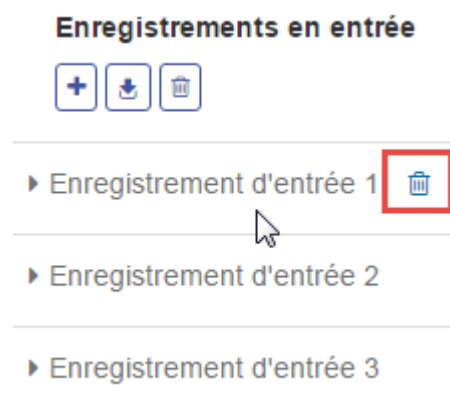 Enregistrements en entrée
Enregistrement d'entrée 1
Enregistrement d'entrée 2
Enregistrement d'entrée 3